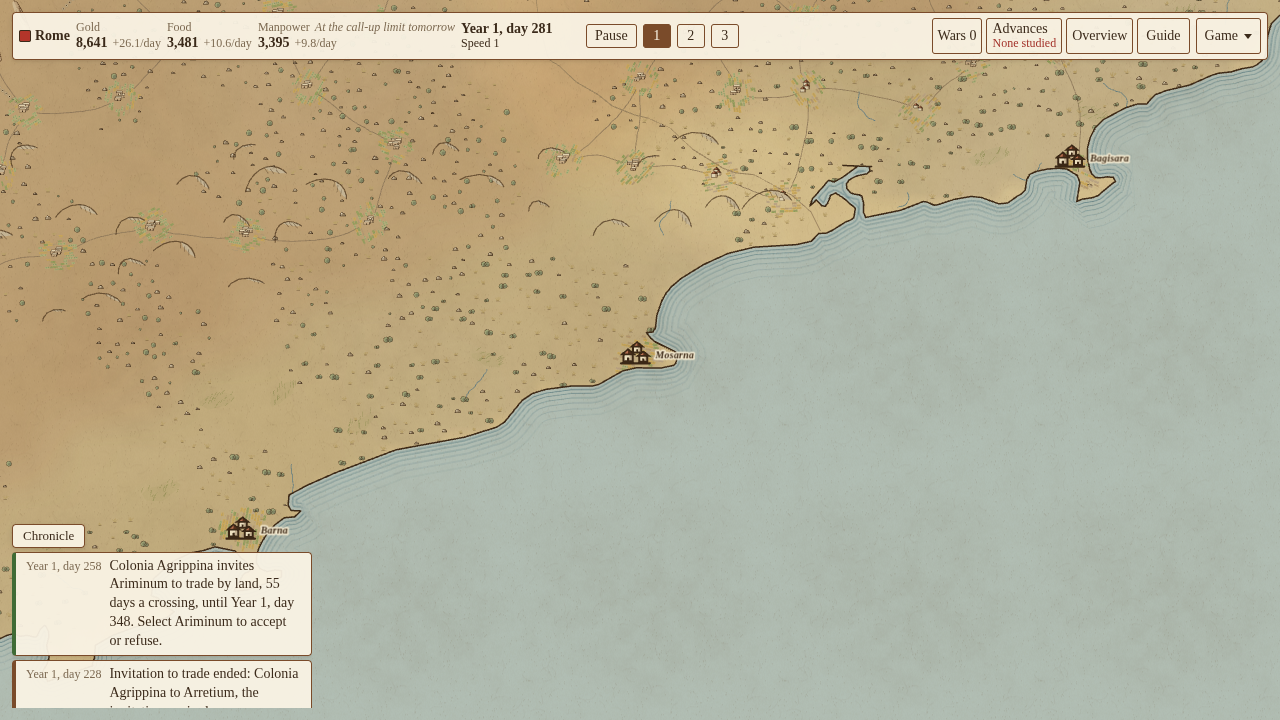 Rome
Gold
8,641 +26.1/day
Food
3,481 +10.6/day
Manpower At the call-up limit tomorrow
3,395 +9.8/day
Year 1, day 281
Speed 1
Pause
1
2
3
Wars 0
Advances
None studied
Overview
Guide
Game
Bagisara
Mosarna
Barna
Chronicle
Year 1, day 258 Colonia Agrippina invites
Ariminum to trade by land, 55
days a crossing, until Year 1, day
348. Select Ariminum to accept
or refuse.
Year 1, day 228 Invitation to trade ended: Colonia
Agrippina to Arretium, the